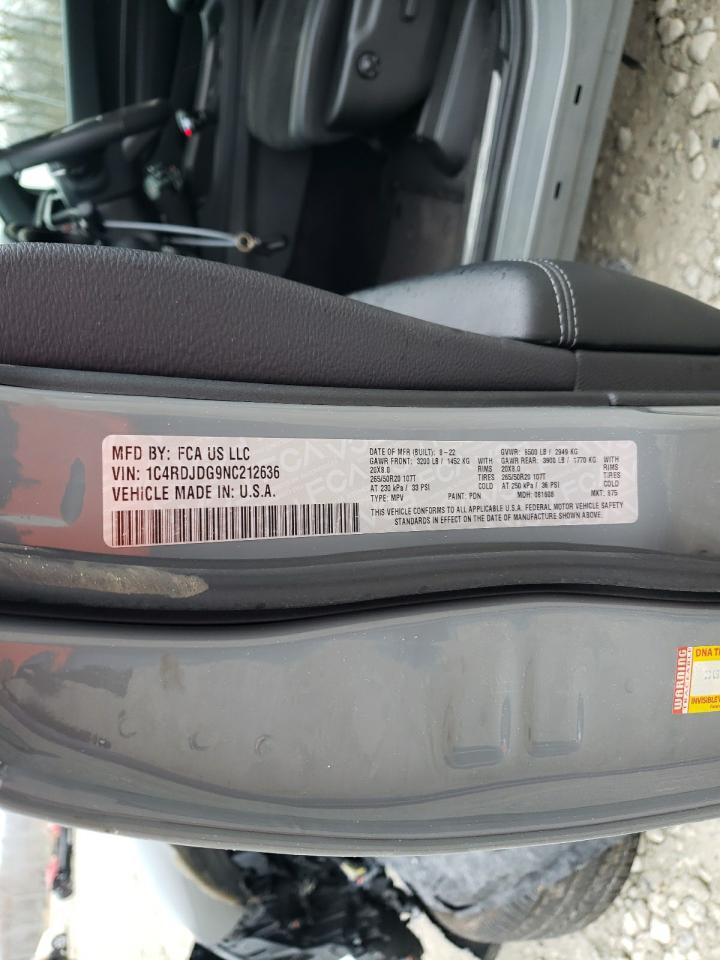 MFD BY: FCA US LLC
VIN: 1C4RDJDG9NC212636
VEHICLE MADE IN: U.S.A.
DATE OF MFR (BUILT): 8-22 GVWR: 6500 LB / 2949 KG
GAWR FRONT: 3200 LB / 1452 KG GAWR REAR: 3900 LB / 1770 KG
20X8.0 RIMS 20X8.0 RIMS
265/50R20 107T TIRES 265/50R20 107T TIRES
AT 230 kPa / 33 PSI COLD AT 250 kPa / 36 PSI COLD
TYPE: MPV PAINT: PDN MDH: 081608 MKT: 875
THIS VEHICLE CONFORMS TO ALL APPLICABLE U.S.A. FEDERAL MOTOR VEHICLE SAFETY
STANDARDS IN EFFECT ON THE DATE OF MANUFACTURE SHOWN ABOVE.
WARNING
TRACEABLE
DNA
INVISIBLE